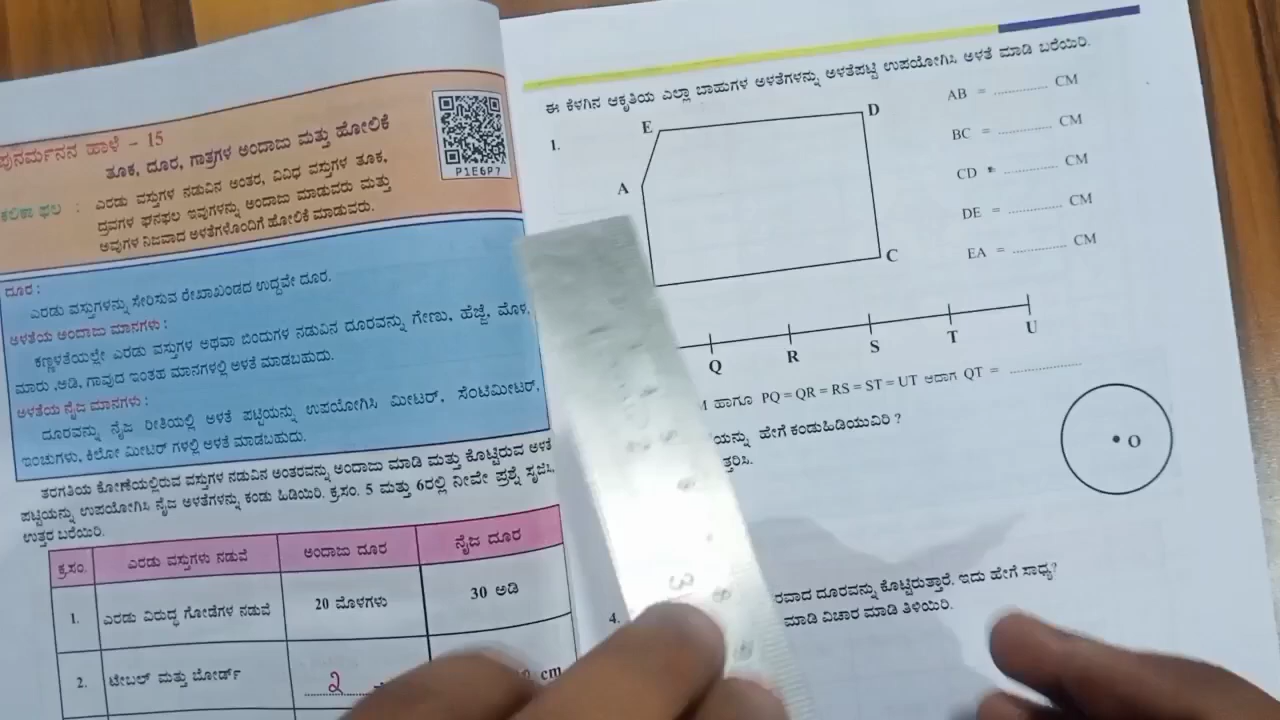 ಪುನರ್ಮನನ ಹಾಳೆ - 15
ತೂಕ, ದೂರ, ಗಾತ್ರಗಳ ಅಂದಾಜು ಮತ್ತು ಹೋಲಿಕೆ
P1E6P7
ಕಲಿಕಾ ಫಲ : ಎರಡು ವಸ್ತುಗಳ ನಡುವಿನ ಅಂತರ, ವಿವಿಧ ವಸ್ತುಗಳ ತೂಕ,
ದ್ರವಗಳ ಘನಫಲ ಇವುಗಳನ್ನು ಅಂದಾಜು ಮಾಡುವರು ಮತ್ತು
ಅವುಗಳ ನಿಜವಾದ ಅಳತೆಗಳೊಂದಿಗೆ ಹೋಲಿಕೆ ಮಾಡುವರು.
ದೂರ :
ಎರಡು ವಸ್ತುಗಳನ್ನು ಸೇರಿಸುವ ರೇಖಾಖಂಡದ ಉದ್ದವೇ ದೂರ.
ಅಳತೆಯ ಅಂದಾಜು ಮಾನಗಳು :
ಕಣ್ಣಳತೆಯಲ್ಲೇ ಎರಡು ವಸ್ತುಗಳ ಅಥವಾ ಬಿಂದುಗಳ ನಡುವಿನ ದೂರವನ್ನು ಗೇಣು, ಹೆಜ್ಜೆ, ಮೊಳ,
ಮಾರು ,ಅಡಿ, ಗಾವುದ ಇಂತಹ ಮಾನಗಳಲ್ಲಿ ಅಳತೆ ಮಾಡಬಹುದು.
ಅಳತೆಯ ನೈಜ ಮಾನಗಳು :
ದೂರವನ್ನು ನೈಜ ರೀತಿಯಲ್ಲಿ ಅಳತೆ ಪಟ್ಟಿಯನ್ನು ಉಪಯೋಗಿಸಿ ಮೀಟರ್, ಸೆಂಟಿಮೀಟರ್,
ಇಂಚುಗಳು, ಕಿಲೋ ಮೀಟರ್ ಗಳಲ್ಲಿ ಅಳತೆ ಮಾಡಬಹುದು.
ತರಗತಿಯ ಕೋಣೆಯಲ್ಲಿರುವ ವಸ್ತುಗಳ ನಡುವಿನ ಅಂತರವನ್ನು ಅಂದಾಜು ಮಾಡಿ ಮತ್ತು ಕೊಟ್ಟಿರುವ ಅಳತೆ
ಪಟ್ಟಿಯನ್ನು ಉಪಯೋಗಿಸಿ ನೈಜ ಅಳತೆಗಳನ್ನು ಕಂಡು ಹಿಡಿಯಿರಿ. ಕ್ರ.ಸಂ. 5 ಮತ್ತು 6ರಲ್ಲಿ ನೀವೇ ಪ್ರಶ್ನೆ ಸೃಜಿಸಿ,
ಉತ್ತರ ಬರೆಯಿರಿ.
ಕ್ರ.ಸಂ. ಎರಡು ವಸ್ತುಗಳು ನಡುವೆ ಅಂದಾಜು ದೂರ ನೈಜ ದೂರ
1. ಎರಡು ವಿರುದ್ಧ ಗೋಡೆಗಳ ನಡುವೆ 20 ಮೊಳಗಳು 30 ಅಡಿ
2. ಟೇಬಲ್ ಮತ್ತು ಬೋರ್ಡ್ 2 cm
ಈ ಕೆಳಗಿನ ಆಕೃತಿಯ ಎಲ್ಲಾ ಬಾಹುಗಳ ಅಳತೆಗಳನ್ನು ಅಳತೆಪಟ್ಟಿ ಉಪಯೋಗಿಸಿ ಅಳತೆ ಮಾಡಿ ಬರೆಯಿರಿ.
1.
E D
A
C
AB = ............ CM
BC = ............ CM
CD = ............ CM
DE = ............ CM
EA = ............ CM
Q R S T U
ಹಾಗೂ PQ = QR = RS = ST = UT ಆದಾಗ QT = ................
ಹೇಗೆ ಕಂಡುಹಿಡಿಯುವಿರಿ ?
O
4.
ದೂರವನ್ನು ಕೊಟ್ಟಿರುತ್ತಾರೆ. ಇದು ಹೇಗೆ ಸಾಧ್ಯ?
ಮಾಡಿ ವಿಚಾರ ಮಾಡಿ ತಿಳಿಯಿರಿ.